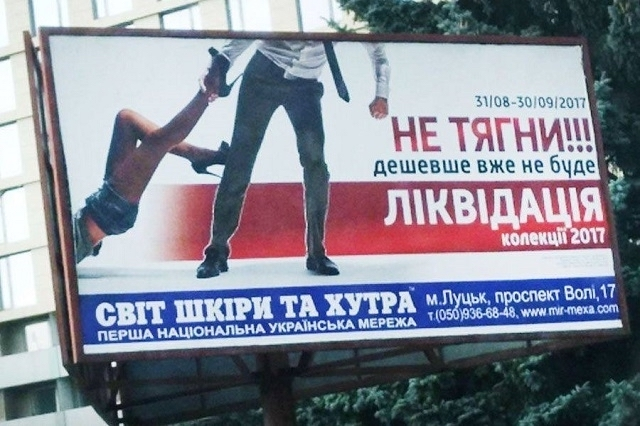 31/08-30/09/2017
НЕ ТЯГНИ!!!
дешевше вже не буде
ЛІКВІДАЦІЯ
колекції 2017
СВІТ ШКІРИ ТА ХУТРА™
ПЕРША НАЦІОНАЛЬНА УКРАЇНСЬКА МЕРЕЖА
м.Луцьк, проспект Волі,17
т.(050)936-68-48, www.mir-mexa.com